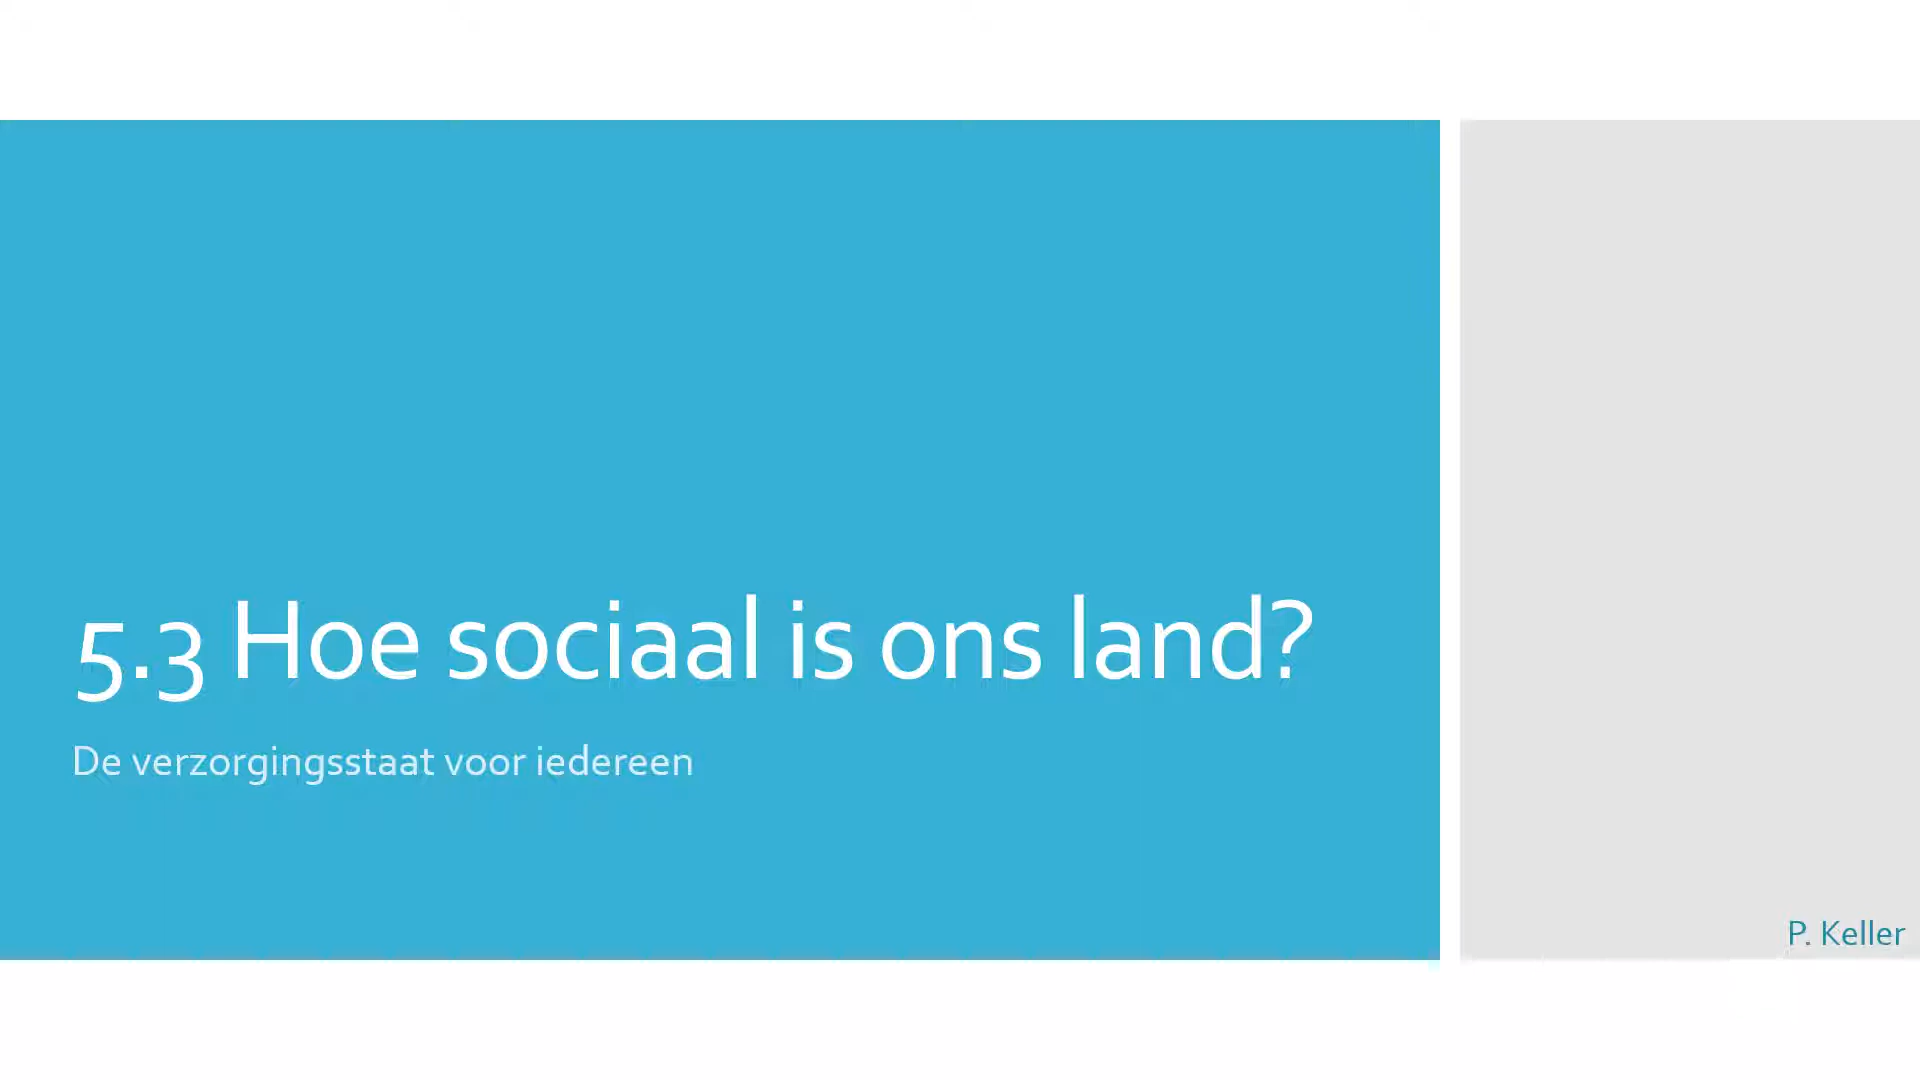 5.3 Hoe sociaal is ons land?
De verzorgingsstaat voor iedereen
P. Keller